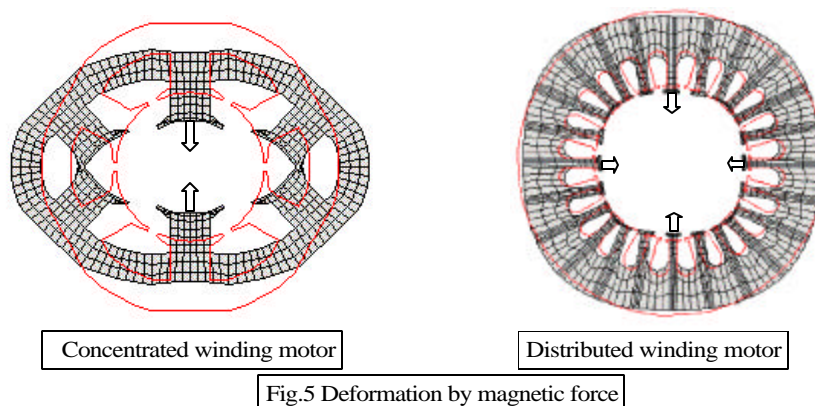 Concentrated winding motor
Distributed winding motor
Fig.5 Deformation by magnetic force